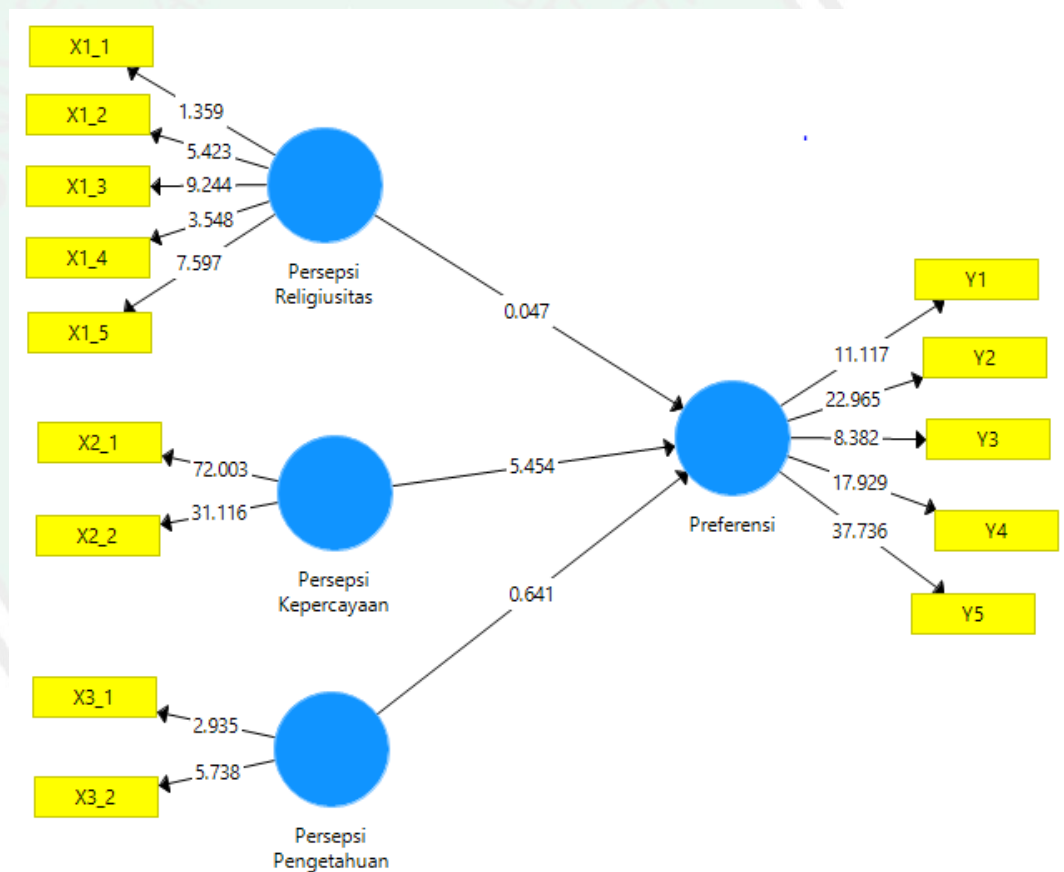 X1_1
1.359
X1_2
5.423
X1_3
9.244
X1_4
3.548
7.597
X1_5
Persepsi
Religiusitas
0.047
X2_1
72.003
X2_2
31.116
Persepsi
Kepercayaan
5.454
X3_1
2.935
X3_2
5.738
Persepsi
Pengetahuan
0.641
Preferensi
Y1
11.117
Y2
22.965
Y3
8.382
17.929
Y4
37.736
Y5